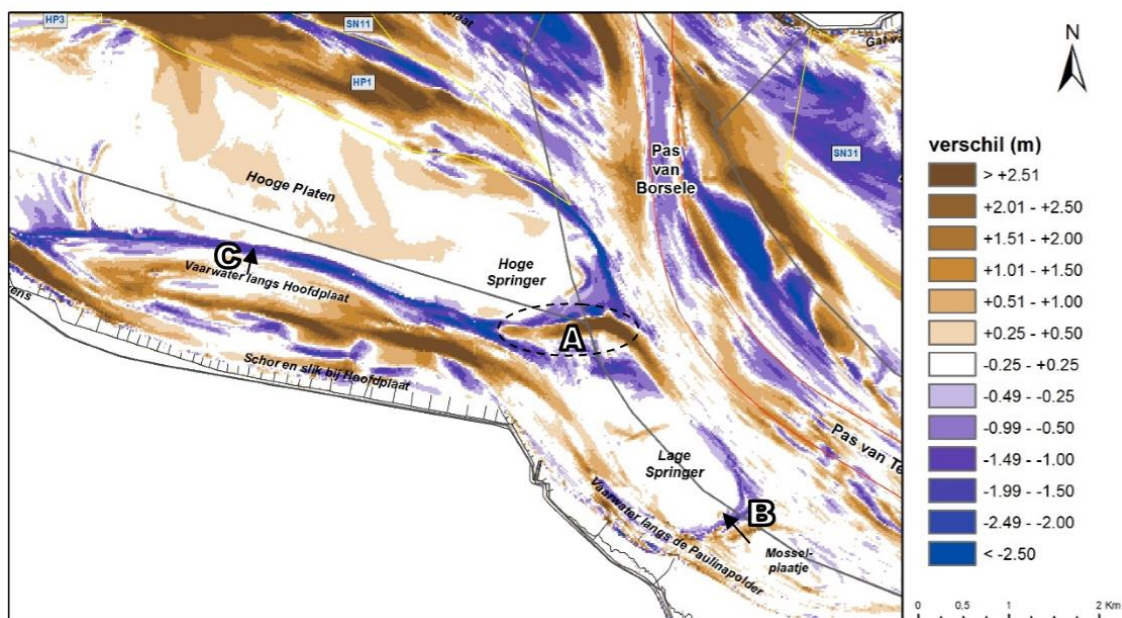 HP3
SN11
plaat
Gat va
HP1
N
Pas
van
Borsele
SN31
verschil (m)
> +2.51
+2.01 - +2.50
+1.51 - +2.00
+1.01 - +1.50
+0.51 - +1.00
+0.25 - +0.50
-0.25 - +0.25
-0.49 - -0.25
-0.99 - -0.50
-1.49 - -1.00
-1.99 - -1.50
-2.49 - -2.00
< -2.50
Hooge Platen
C
Vaarwater langs Hoofdplaat
Hoge
Springer
A
ens
Schor en slik bij Hoofdplaat
Pas van Te
Lage
Springer
B
Vaarwater langs de Paulinapolder
Mossel-
plaatje
0 0,5 1 2 Km